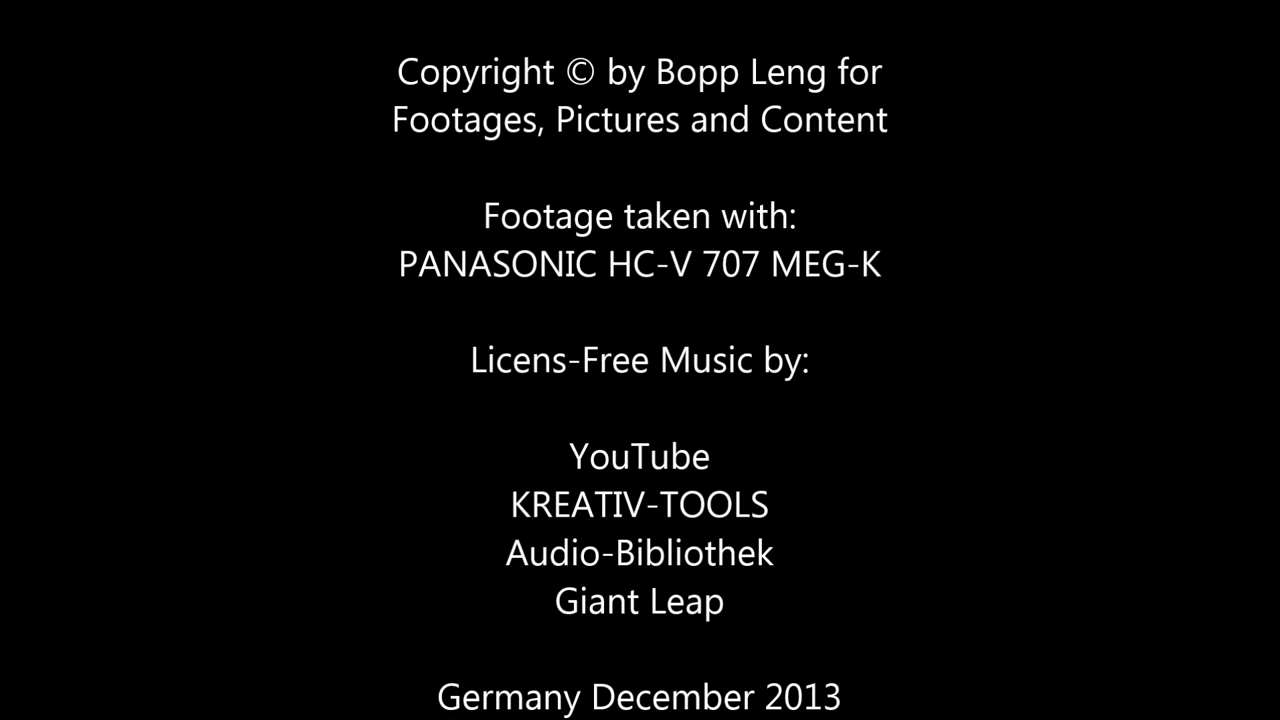 Copyright © by Bopp Leng for
Footages, Pictures and Content
Footage taken with:
PANASONIC HC-V 707 MEG-K
Licens-Free Music by:
YouTube
KREATIV-TOOLS
Audio-Bibliothek
Giant Leap
Germany December 2013